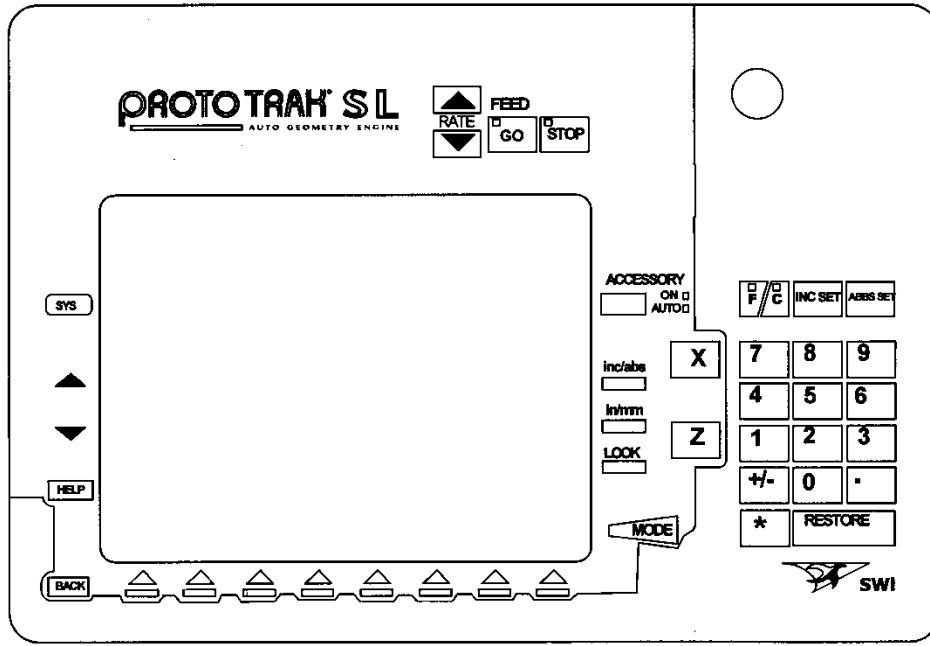 PROTOTRAK® SL
AUTO GEOMETRY ENGINE
FEED
RATE
GO
STOP
SYS
ACCESSORY
ON
AUTO
F/C
INC SET
ABBS SET
inc/abs
X
7
8
9
in/mm
4
5
6
LOOK
Z
1
2
3
HELP
+/-
0
.
MODE
*
RESTORE
BACK
SWI